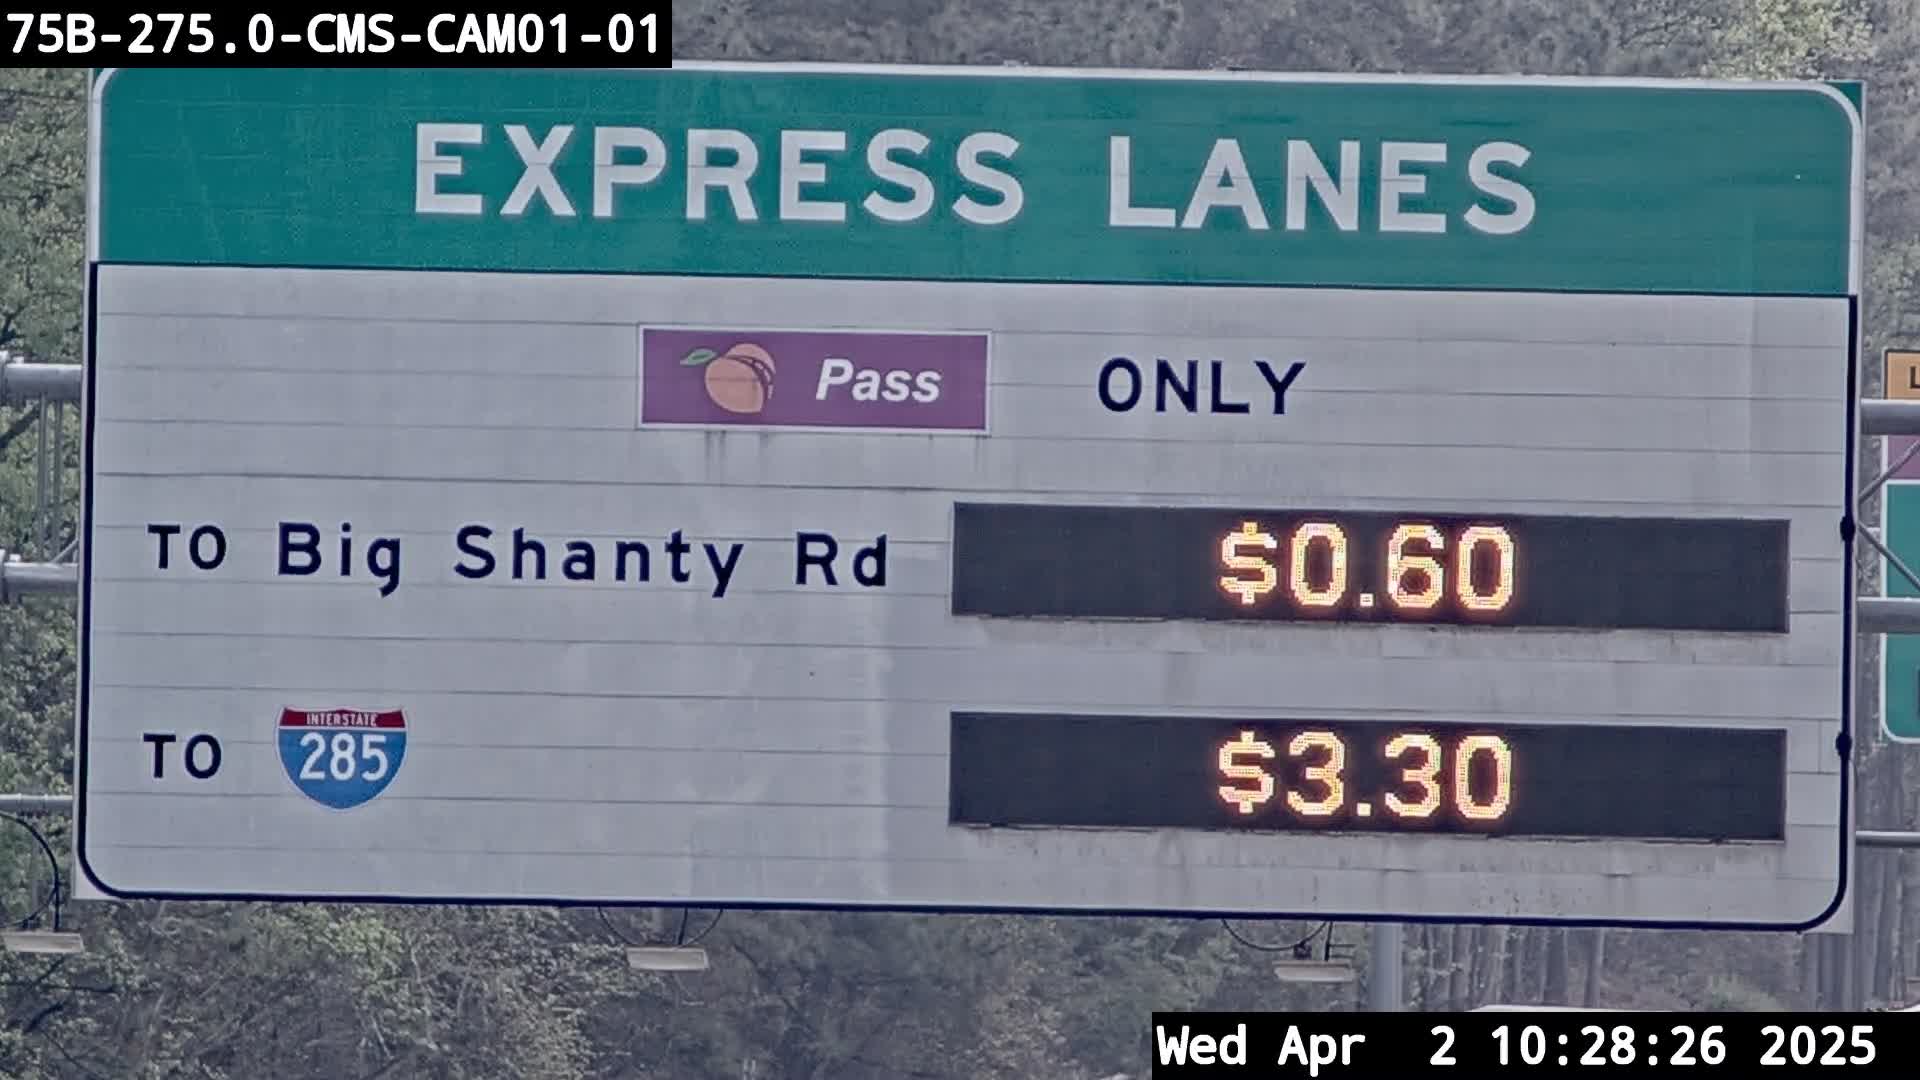 75B-275.0-CMS-CAM01-01
EXPRESS LANES
Pass ONLY
TO Big Shanty Rd $0.60
INTERSTATE
TO 285 $3.30
Wed Apr 2 10:28:26 2025